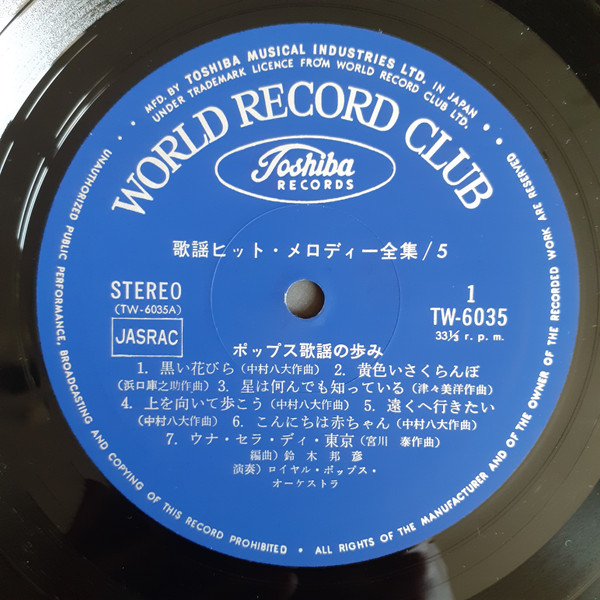 MFD. BY TOSHIBA MUSICAL INDUSTRIES LTD. IN JAPAN
UNDER TRADEMARK LICENCE FROM WORLD RECORD CLUB LTD.
WORLD RECORD CLUB
Toshiba
RECORDS
歌謡ヒット・メロディー全集/5
STEREO
(TW-6035A)
JASRAC
1
TW-6035
33⅓ r. p. m.
ポップス歌謡の歩み
1. 黒い花びら(中村八大作曲) 2. 黄色いさくらんぼ
(浜口庫之助作曲) 3. 星は何んでも知っている (津々美洋作曲)
4. 上を向いて歩こう (中村八大作曲) 5. 遠くへ行きたい
(中村八大作曲) 6. こんにちは赤ちゃん (中村八大作曲)
7. ウナ・セラ・ディ・東京 (宮川 泰作曲)
編曲) 鈴木邦彦
演奏) ロイヤル・ポップス・
オーケストラ
UNAUTHORIZED PUBLIC PERFORMANCE, BROADCASTING AND COPYING OF THIS RECORD PROHIBITED • ALL RIGHTS OF THE MANUFACTURER AND OF THE OWNER OF THE RECORDED WORK ARE RESERVED